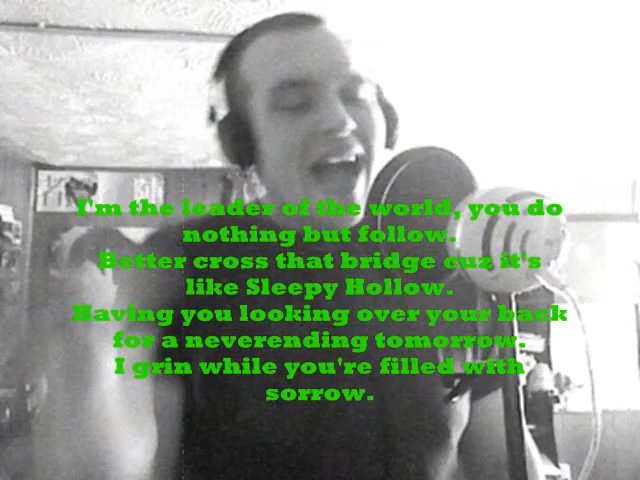 I'm the leader of the world, you do
nothing but follow.
Better cross that bridge cuz it's
like Sleepy Hollow.
Having you looking over your back
for a neverending tomorrow.
I grin while you're filled with
sorrow.